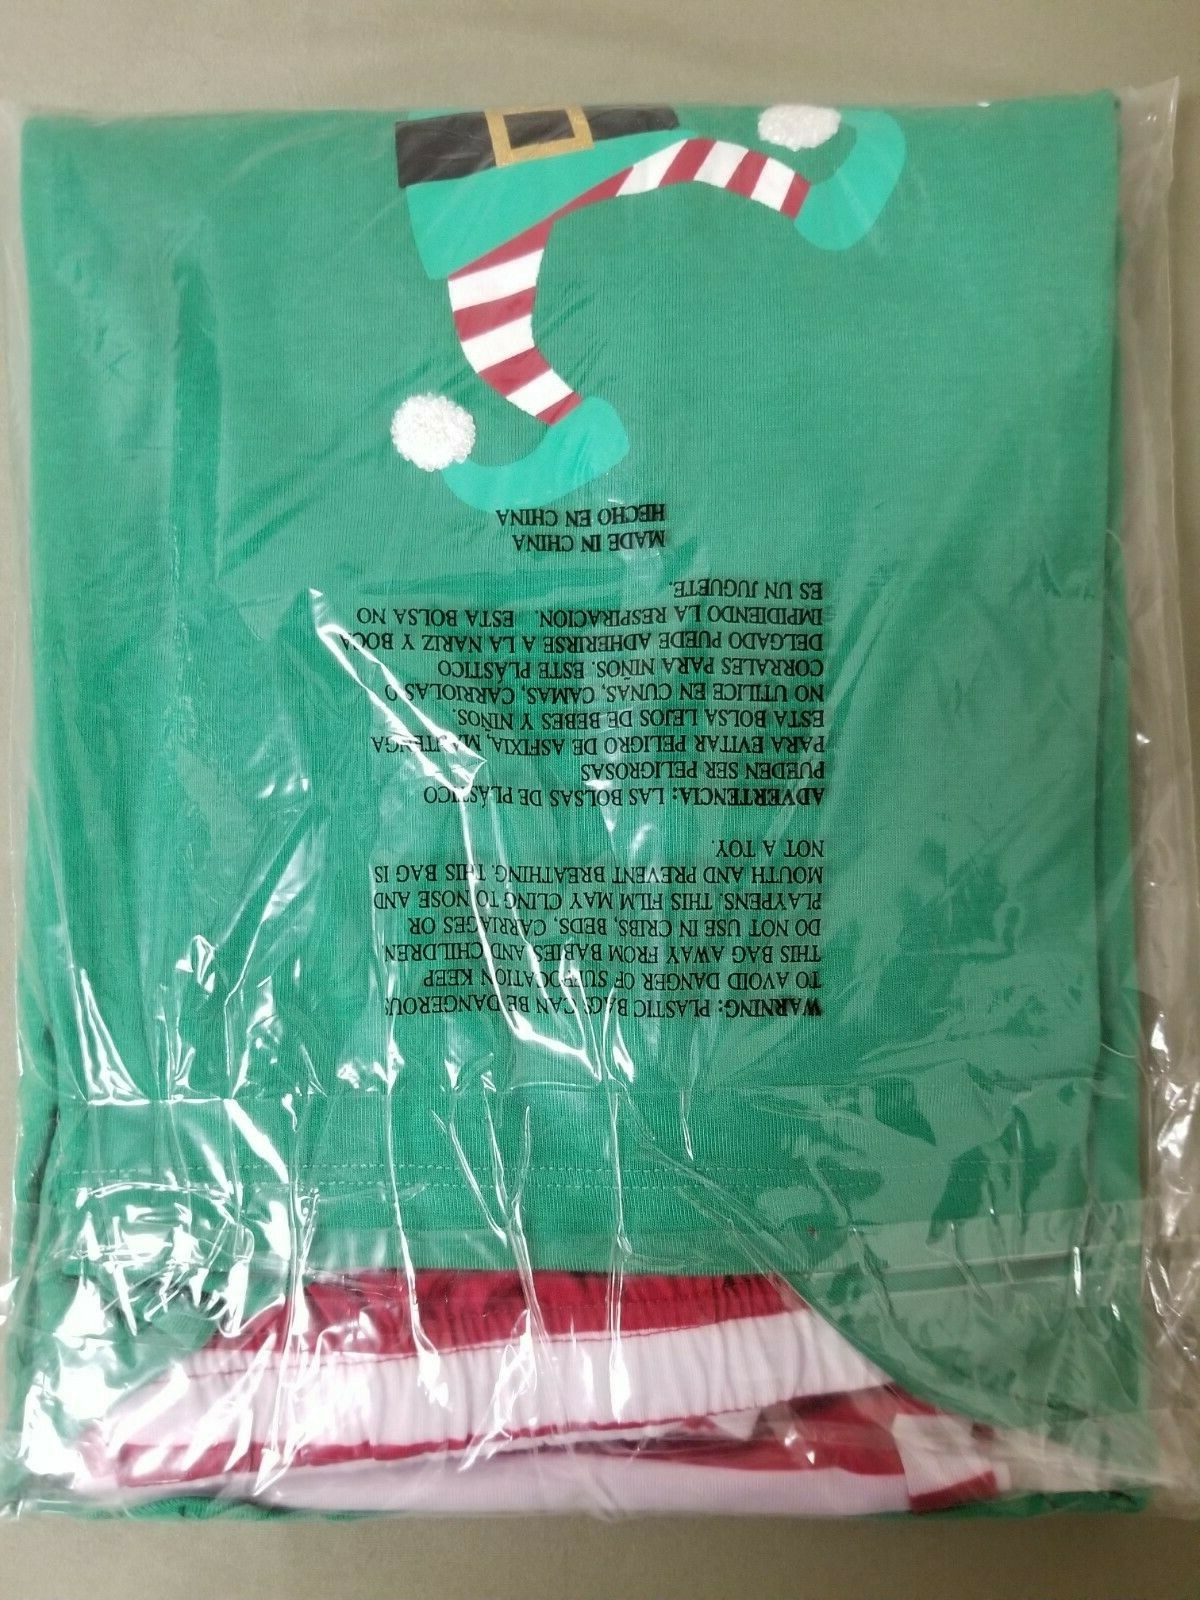 WARNING: PLASTIC BAGS CAN BE DANGEROUS
TO AVOID DANGER OF SUFFOCATION KEEP
THIS BAG AWAY FROM BABIES AND CHILDREN
DO NOT USE IN CRIBS, BEDS, CARRIAGES OR
PLAYPENS. THIS FILM MAY CLING TO NOSE AND
MOUTH AND PREVENT BREATHING. THIS BAG IS
NOT A TOY.
ADVERTENCIA: LAS BOLSAS DE PLÁSTICO
PUEDEN SER PELIGROSAS
PARA EVITAR PELIGRO DE ASFIXIA, MANTENGA
ESTA BOLSA LEJOS DE BEBES Y NIÑOS.
NO UTILICE EN CUNAS, CAMAS, CARRIOLAS O
CORRALES PARA NIÑOS. ESTE PLÁSTICO
DELGADO PUEDE ADHERIRSE A LA NARIZ Y BOCA
IMPIDIENDO LA RESPIRACION. ESTA BOLSA NO
ES UN JUGUETE.
MADE IN CHINA
HECHO EN CHINA